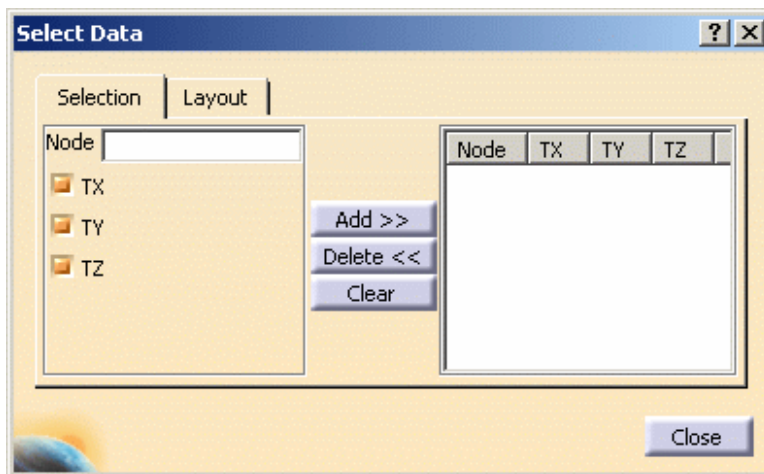 Select Data
Selection Layout
Node
TX
TY
TZ
Add >>
Delete <<
Clear
Node TX TY TZ
Close